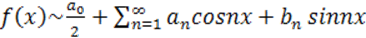 f(x)~a₀/2 + ∑ₙ₌₁^∞ aₙcosnx + bₙ sinnx